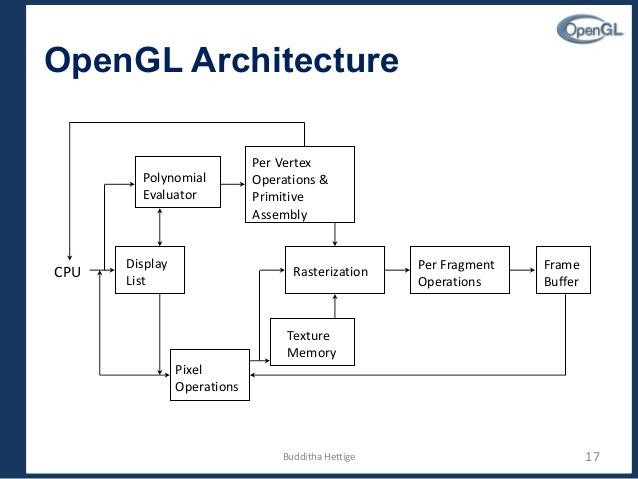 OpenGL
OpenGL Architecture
Per Vertex
Operations &
Primitive
Assembly
Polynomial
Evaluator
CPU
Display
List
Rasterization
Per Fragment
Operations
Frame
Buffer
Texture
Memory
Pixel
Operations
Budditha Hettige
17